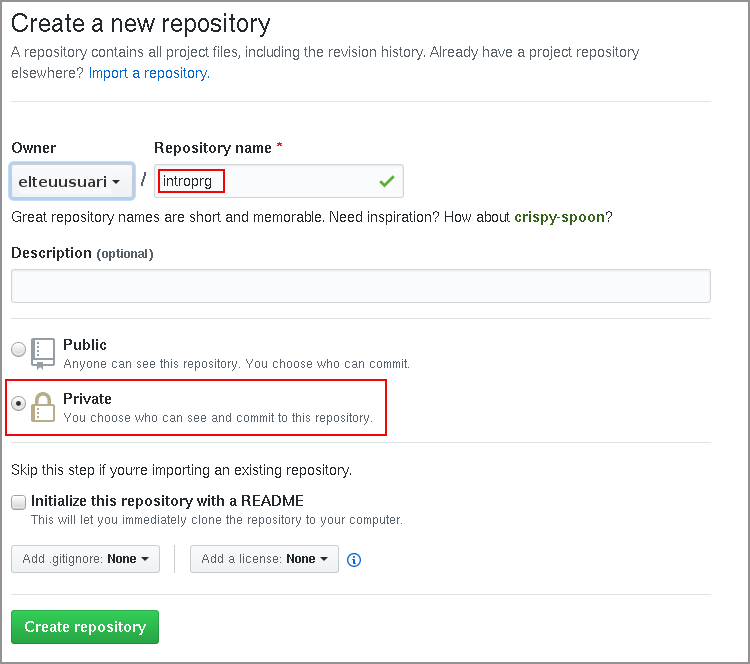 Create a new repository
A repository contains all project files, including the revision history. Already have a project repository
elsewhere? Import a repository.
Owner
Repository name *
elteuusuari / introprg
Great repository names are short and memorable. Need inspiration? How about crispy-spoon?
Description (optional)
Public
Anyone can see this repository. You choose who can commit.
Private
You choose who can see and commit to this repository.
Skip this step if you're importing an existing repository.
Initialize this repository with a README
This will let you immediately clone the repository to your computer.
Add .gitignore: None
Add a license: None
Create repository